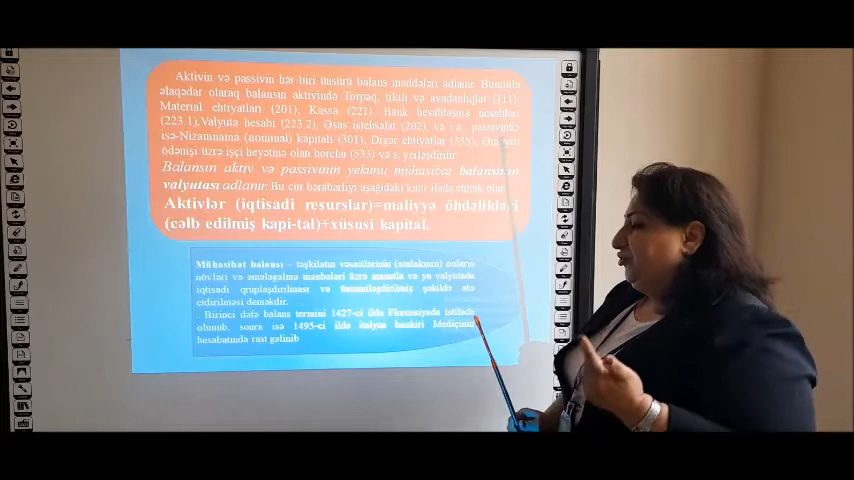 Aktivin və passivin hər biri ünsürü balans maddələri adlanır. Bununla
əlaqədar olaraq balansın aktivində Torpaq, tikili və avadanlıqlar (111),
Material ehtiyatları (201), Kassa (221), Bank hesiblaşma hesabları
(223.1),Valyuta hesabı (223.2), Əsas istehsalat (202), və i.a. passivində
isə-Nizamnamə (nominal) kapitalı (301), Digər ehtiyatlar (335), Əməyin
ödənişi üzrə işçi heyətinə olan borclar (533) və s. yerləşdirilir.
Balansın aktiv və passivinin yekunu mühasibat balansının
valyutası adlanır. Bu cür bərabərliyi aşağıdakı kimi ifadə etmək olar.
Aktivlər (iqtisadi resurslar)=maliyyə öhdəlikləri
(cəlb edilmiş kapi-tal)+xüsusi kapital.
Mühasibat balansı – təşkilatın vəsaitlərinin (əmlakının) onların
növləri və əmələgəlmə mənbələri üzrə manatla və ya valyutada
iqtisadi qruplaşdırılması və ümumiləşdirilmiş şəkildə əks
etdirilməsi deməkdir.
Birinci dəfə balans termini 1427-ci ildə Florensiyada istifadə
olunub, sonra isə 1495-ci ildə italyan bankiri Mediçinin
hesabatında rast gəlinib